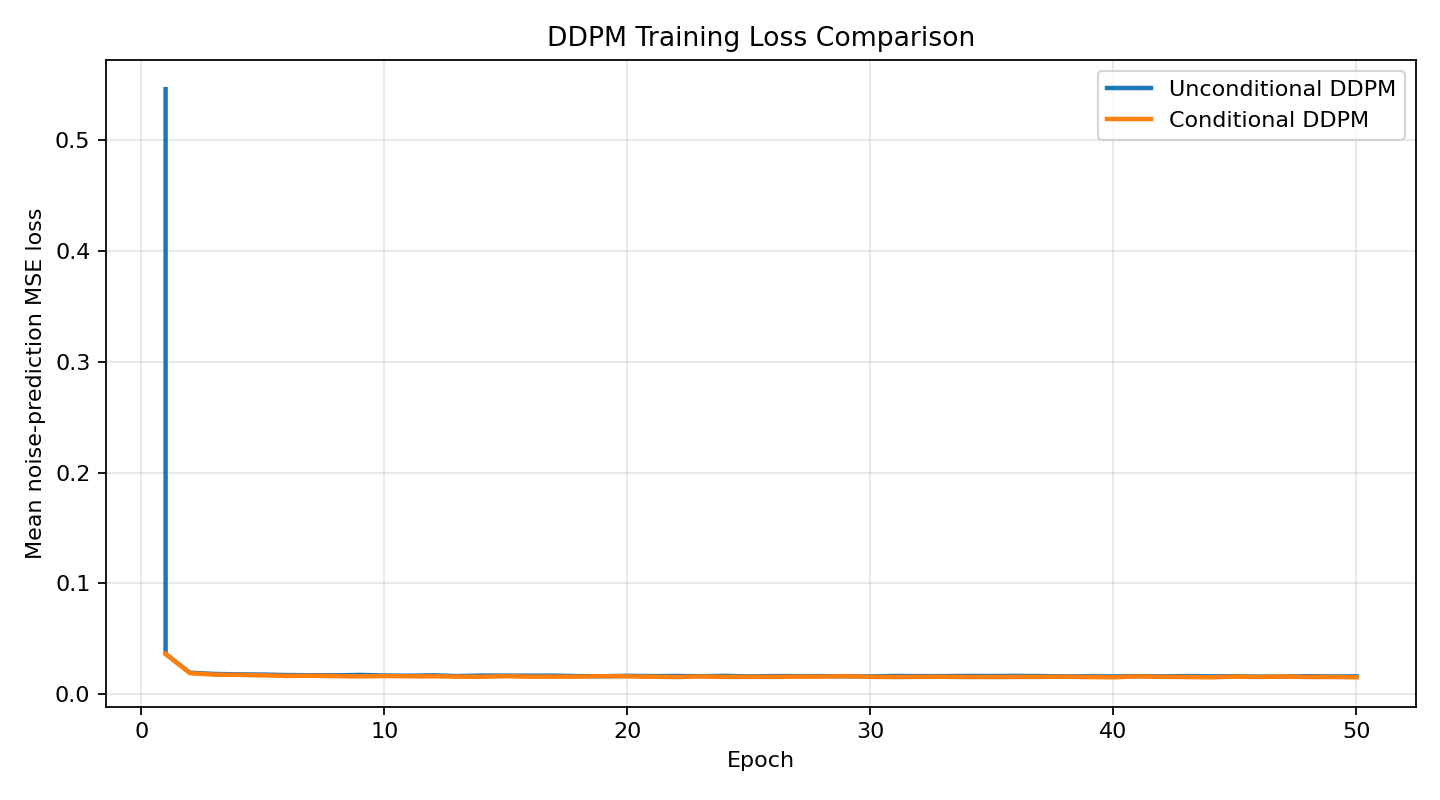 DDPM Training Loss Comparison
Unconditional DDPM
Conditional DDPM
Mean noise-prediction MSE loss
0.5
0.4
0.3
0.2
0.1
0.0
0 10 20 30 40 50
Epoch